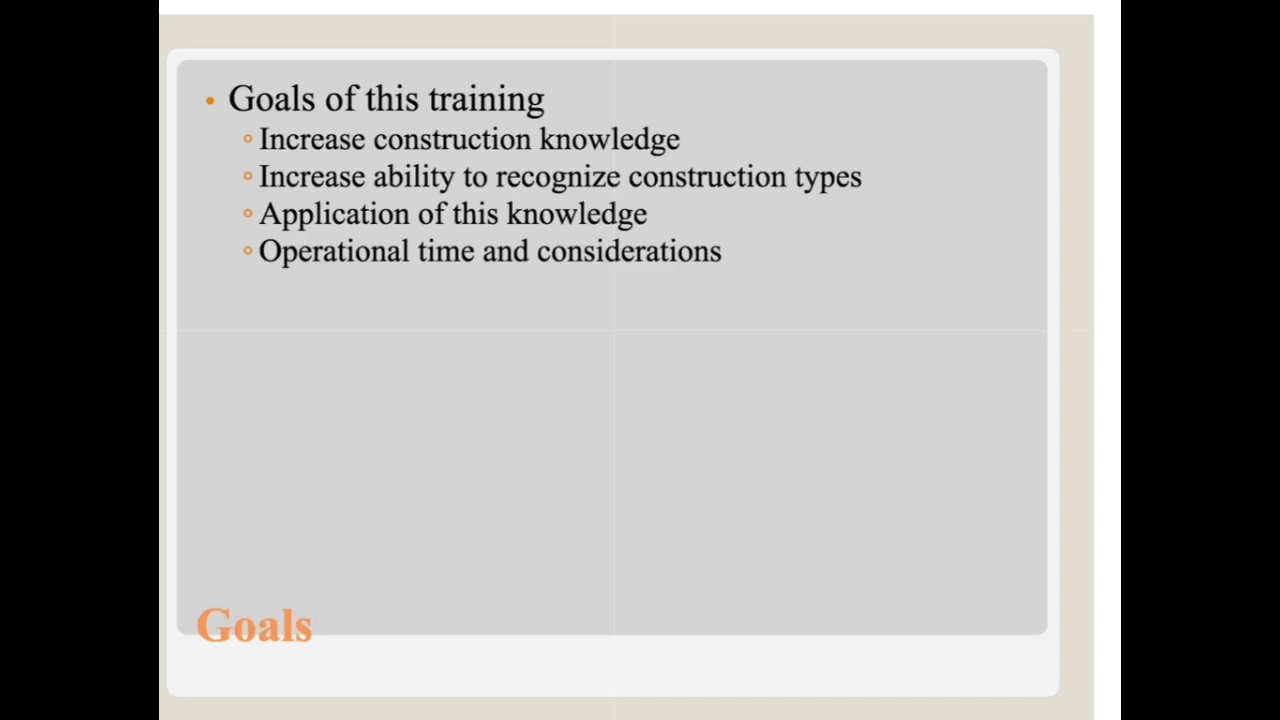 • Goals of this training
◦ Increase construction knowledge
◦ Increase ability to recognize construction types
◦ Application of this knowledge
◦ Operational time and considerations
Goals